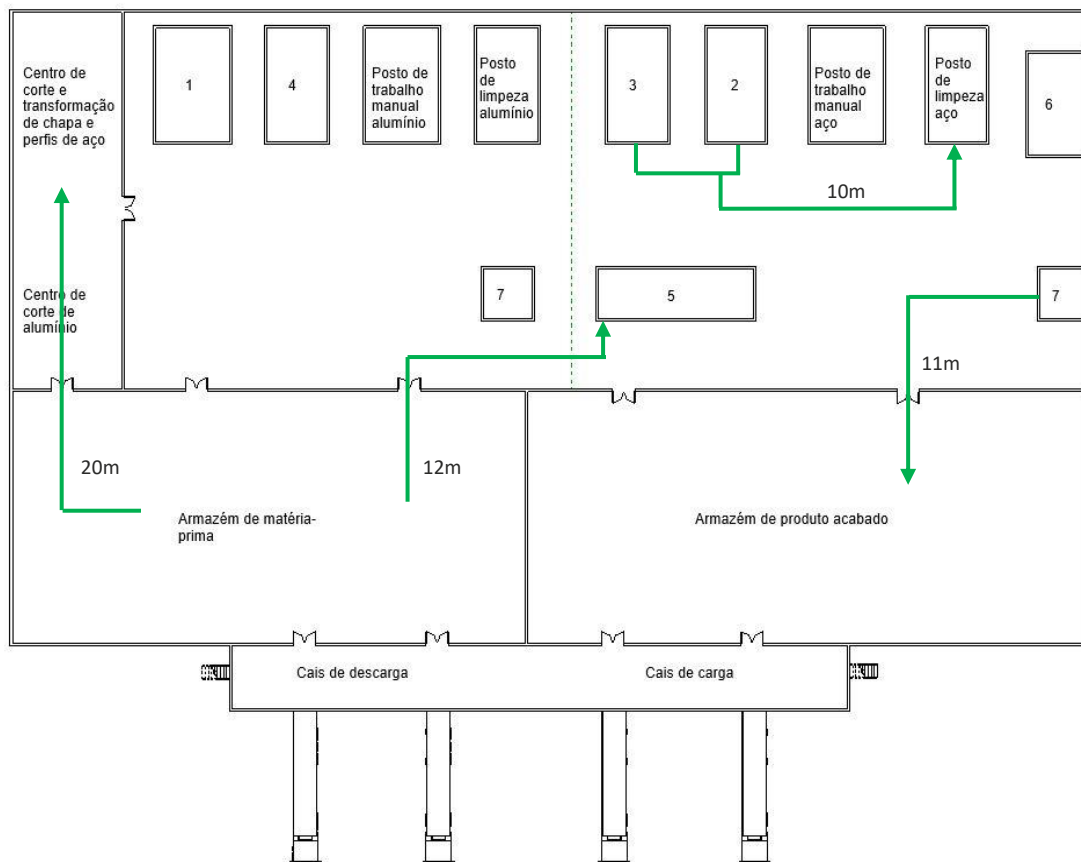 Centro de
corte e
transformação
de chapa e
perfis de aço
1
4
Posto de
trabalho
manual
alumínio
Posto
de
limpeza
alumínio
3
2
Posto de
trabalho
manual
aço
Posto
de
limpeza
aço
6
10m
Centro de
corte de
alumínio
7
5
7
11m
20m
12m
Armazém de matéria-
prima
Armazém de produto acabado
Cais de descarga
Cais de carga